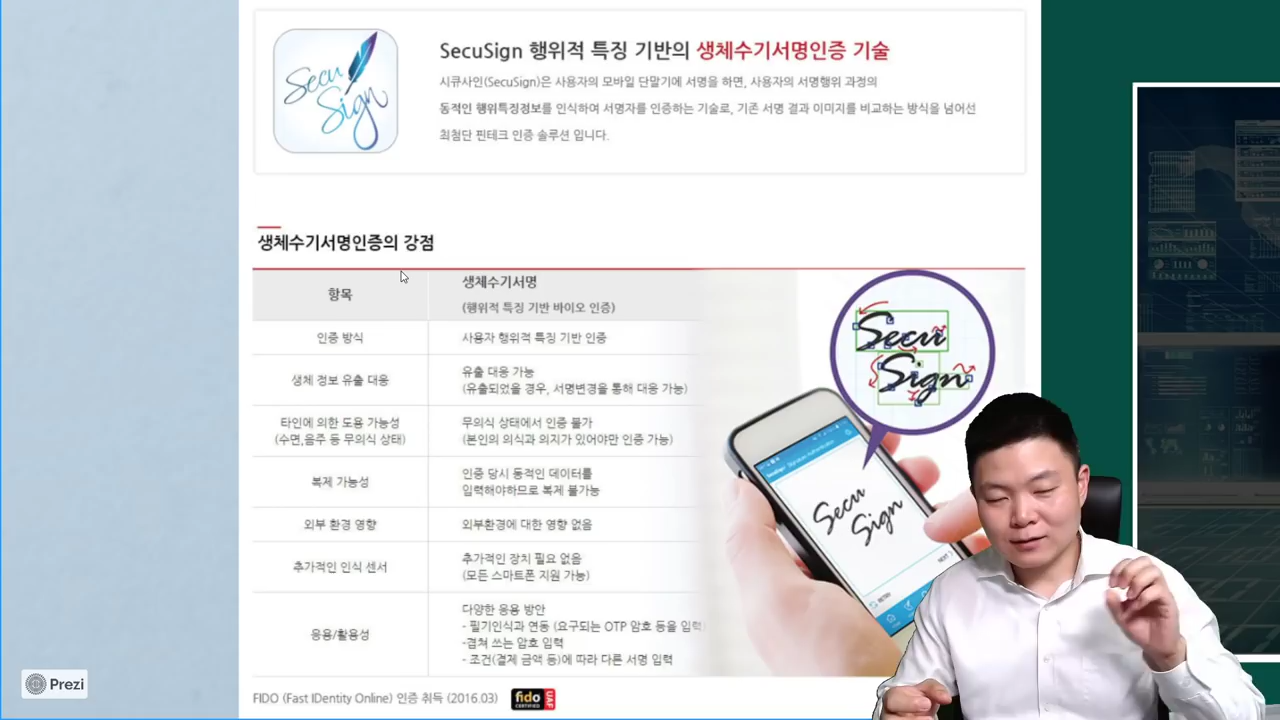 Secu
Sign
SecuSign 행위적 특징 기반의 생체수기서명인증 기술
시큐사인(SecuSign)은 사용자의 모바일 단말기에 서명을 하면, 사용자의 서명행위 과정의
동적인 행위특징정보를 인식하여 서명자를 인증하는 기술로, 기존 서명 결과 이미지를 비교하는 방식을 넘어선
최첨단 핀테크 인증 솔루션 입니다.
생체수기서명인증의 강점
항목
생체수기서명
(행위적 특징 기반 바이오 인증)
인증 방식
사용자 행위적 특징 기반 인증
생체 정보 유출 대응
유출 대응 가능
(유출되었을 경우, 서명변경을 통해 대응 가능)
타인에 의한 도용 가능성
(수면,음주 등 무의식 상태)
무의식 상태에서 인증 불가
(본인의 의식과 의지가 있어야만 인증 가능)
복제 가능성
인증 당시 동적인 데이터를
입력해야하므로 복제 불가능
외부 환경 영향
외부환경에 대한 영향 없음
추가적인 인식 센서
추가적인 장치 필요 없음
(모든 스마트폰 지원 가능)
응용/활용성
다양한 응용 방안
- 필기인식과 연동 (요구되는 OTP 암호 등을 입력
-겹쳐 쓰는 암호 입력
- 조건(결제 금액 등)에 따라 다른 서명 입력
Secu
Sign
Secu
Sign
NEXT
RETRY
FIDO (Fast IDentity Online) 인증 취득 (2016.03)
fido
CERTIFIED
UAF
Prezi